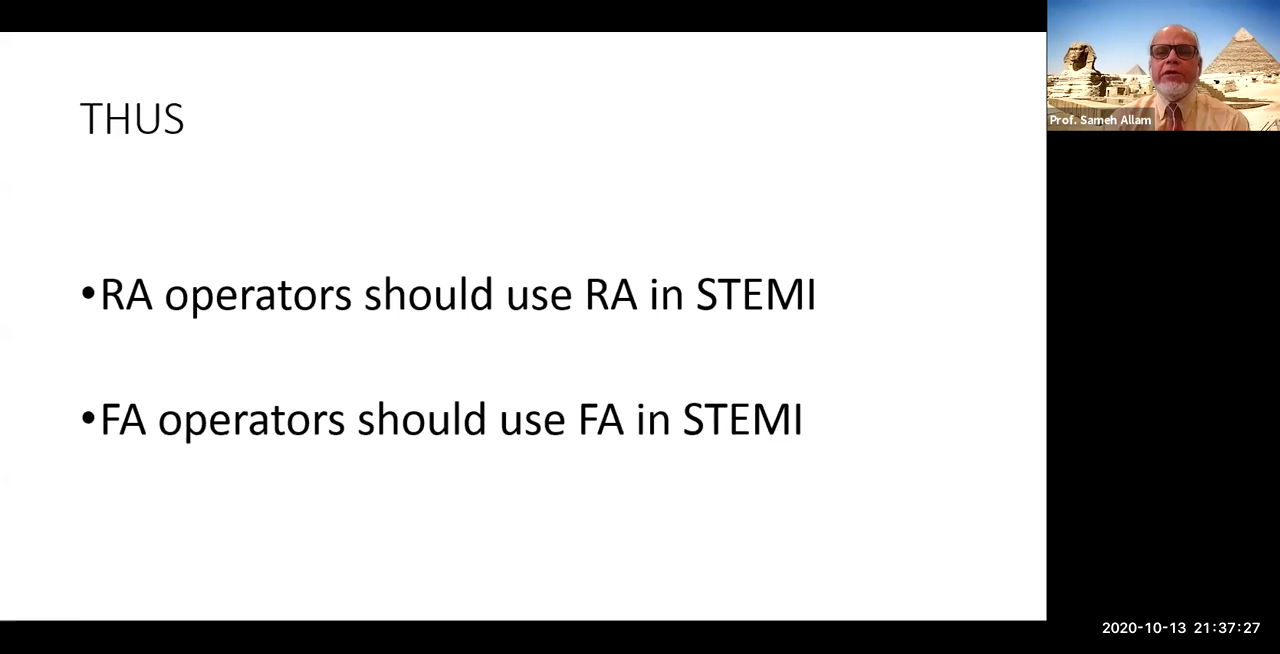 THUS
•RA operators should use RA in STEMI
•FA operators should use FA in STEMI
Prof. Sameh Allam
2020-10-13 21:37:27